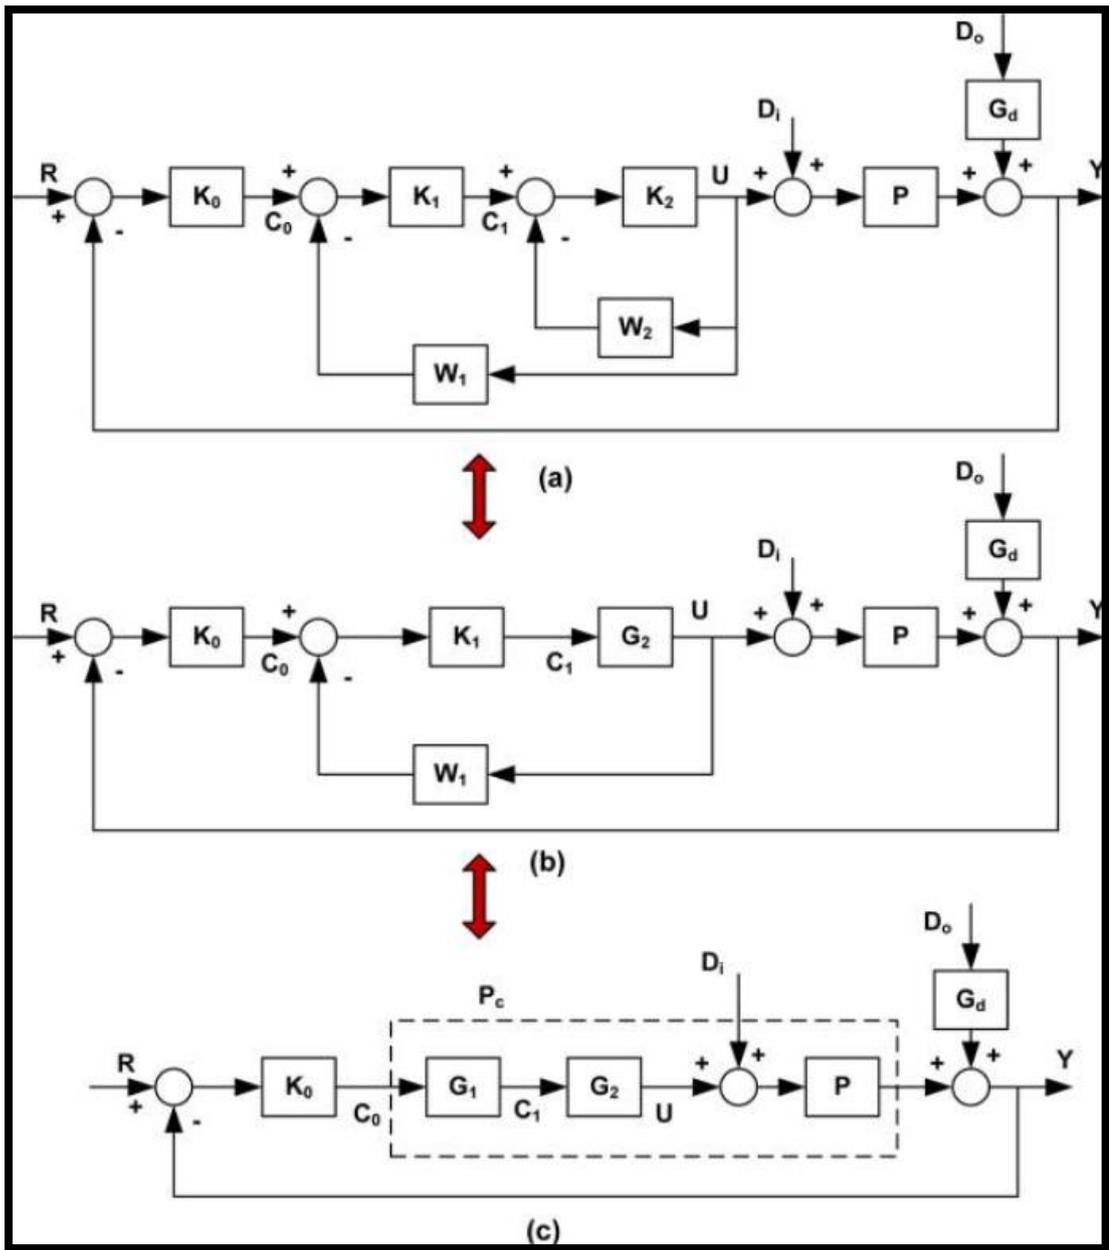 Dₒ
G_d
Dᵢ
R + - K₀ C₀ + - K₁ C₁ + - K₂ U + + P + + Y
W₂
W₁
(a)
Dₒ
G_d
Dᵢ
R + - K₀ C₀ + - K₁ C₁ G₂ U + + P + + Y
W₁
(b)
Dₒ
Dᵢ
G_d
P_c
R + - K₀ C₀ G₁ C₁ G₂ U + + P + + Y
(c)